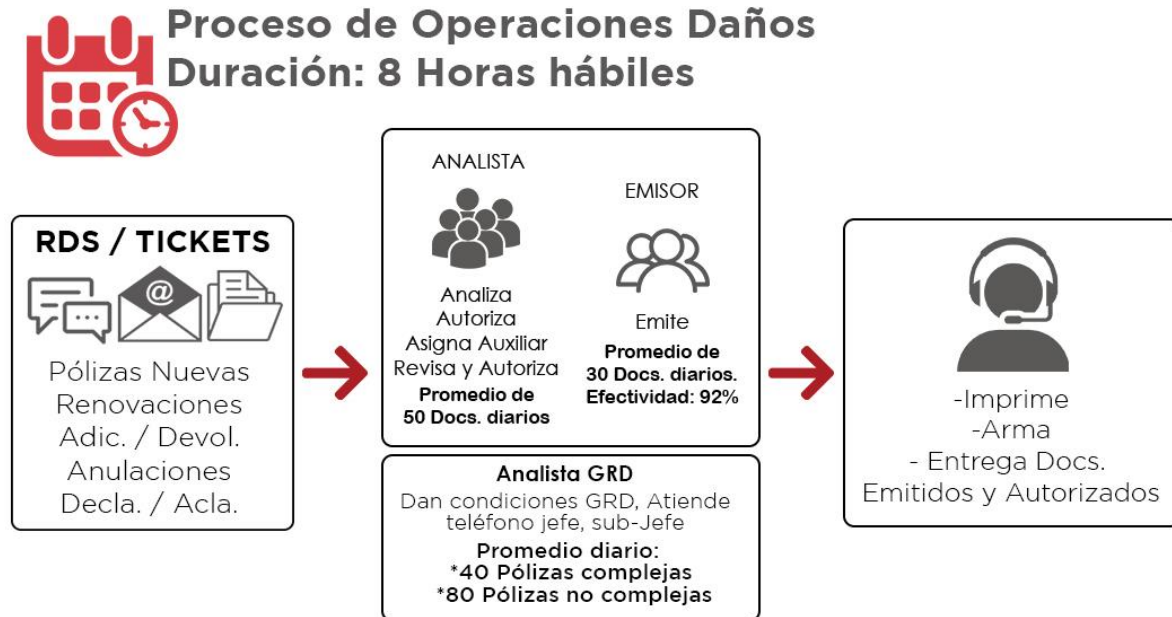 Proceso de Operaciones Daños
Duración: 8 Horas hábiles
RDS / TICKETS
@
Pólizas Nuevas
Renovaciones
Adic. / Devol.
Anulaciones
Decla. / Acla.
ANALISTA
Analiza
Autoriza
Asigna Auxiliar
Revisa y Autoriza
Promedio de
50 Docs. diarios
EMISOR
Emite
Promedio de
30 Docs. diarios.
Efectividad: 92%
Analista GRD
Dan condiciones GRD, Atiende
teléfono jefe, sub-Jefe
Promedio diario:
*40 Pólizas complejas
*80 Pólizas no complejas
-Imprime
-Arma
- Entrega Docs.
Emitidos y Autorizados